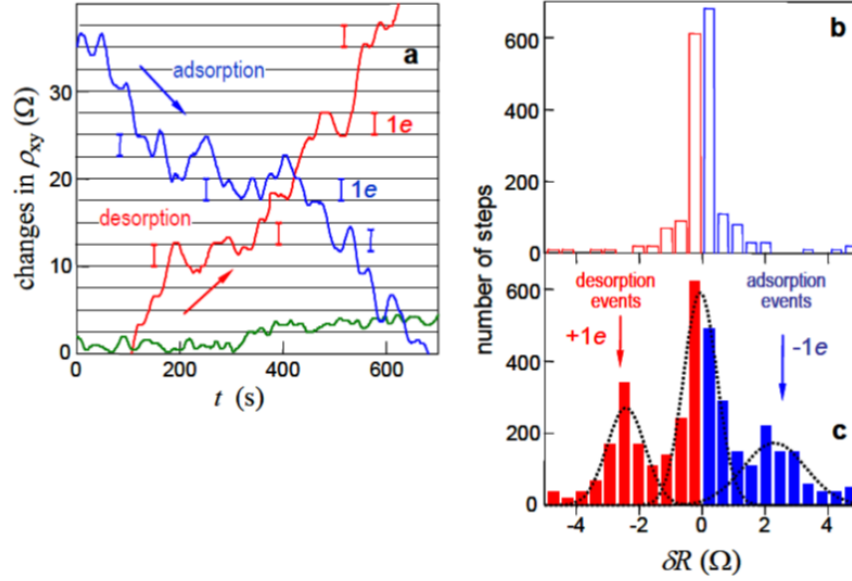 a
adsorption
1e
1e
desorption
30
20
10
0
changes in ρxy (Ω)
0
200
400
600
t (s)
b
600
400
200
0
number of steps
desorption
events
+1e
adsorption
events
-1e
c
600
400
200
0
-4
-2
0
2
4
δR (Ω)